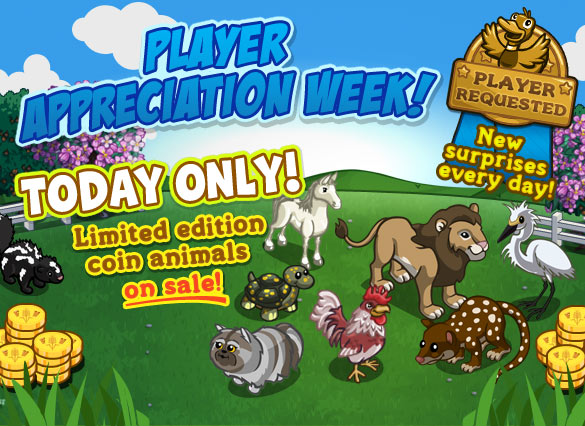 PLAYER
APPRECIATION WEEK!
PLAYER
REQUESTED
New
surprises
every day!
TODAY ONLY!
Limited edition
coin animals
on sale!